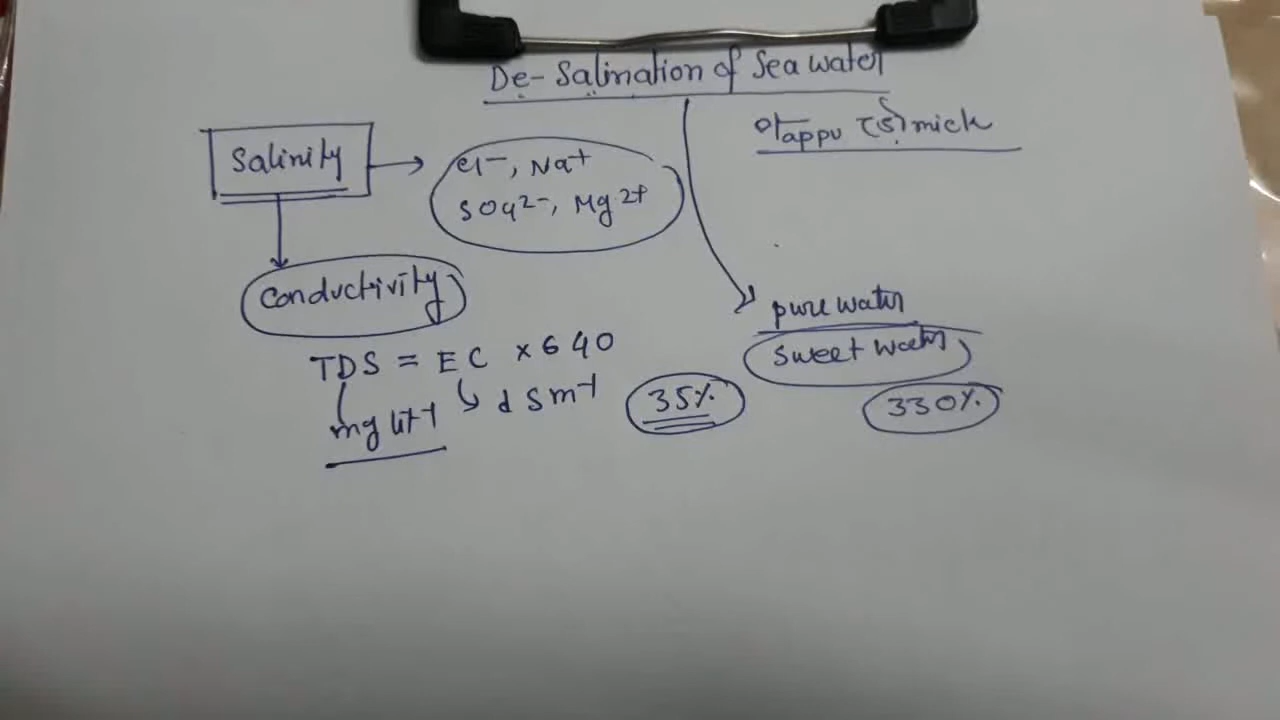 De-Salination of Sea water
Salinity
Cl-, Na+
SO42-, Mg2+
Conductivity
TDS = EC × 640
mg lit-1
dSm-1
35%
pure water
Sweet water
330%